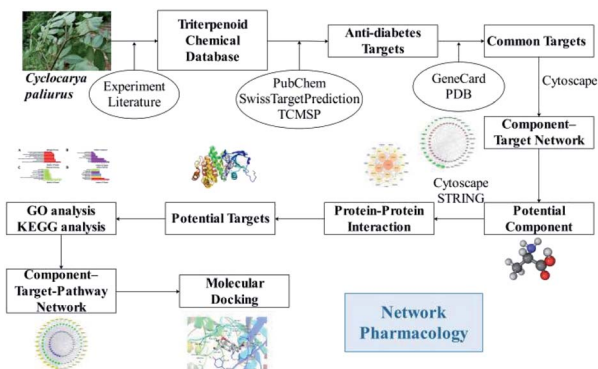 Cyclocarya
paliurus
Experiment
Literature
Triterpenoid
Chemical
Database
PubChem
SwissTargetPrediction
TCMSP
Anti-diabetes
Targets
GeneCard
PDB
Common Targets
Cytoscape
Component–
Target Network
Cytoscape
STRING
Potential
Component
Protein-Protein
Interaction
Potential Targets
GO analysis
KEGG analysis
Component–
Target-Pathway
Network
Molecular
Docking
Network
Pharmacology